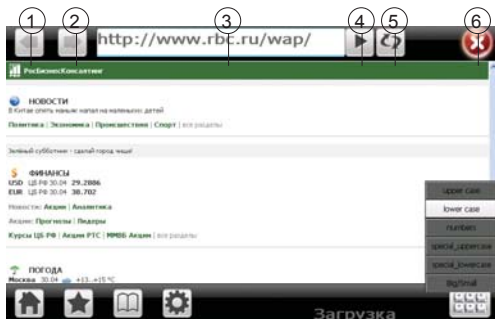 1 2 3 4 5 6
http://www.rbc.ru/wap/
РосБизнесКонсалтинг
НОВОСТИ
В Китае опять маньяк напал на маленьких детей
Политика | Экономика | Происшествия | Спорт | все разделы
Зелёный субботник - сделай город чище!
ФИНАНСЫ
USD ЦБ РФ 30.04 29.2886
EUR ЦБ РФ 30.04 38.702
upper case
Новости: Акции | Аналитика
lower case
Акции: Прогнозы | Лидеры
numbers
Курсы ЦБ РФ | Акции РТС | ММВБ Акции | все разделы
special_uppercase
special_lowercase
ПОГОДА
Big/Small
Москва 30.04 +13..+15 °C
Загрузка